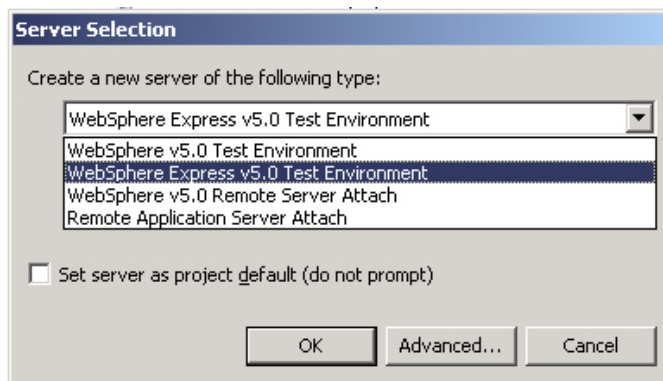 Server Selection
Create a new server of the following type:
WebSphere Express v5.0 Test Environment
WebSphere v5.0 Test Environment
WebSphere Express v5.0 Test Environment
WebSphere v5.0 Remote Server Attach
Remote Application Server Attach
Set server as project default (do not prompt)
OK Advanced... Cancel